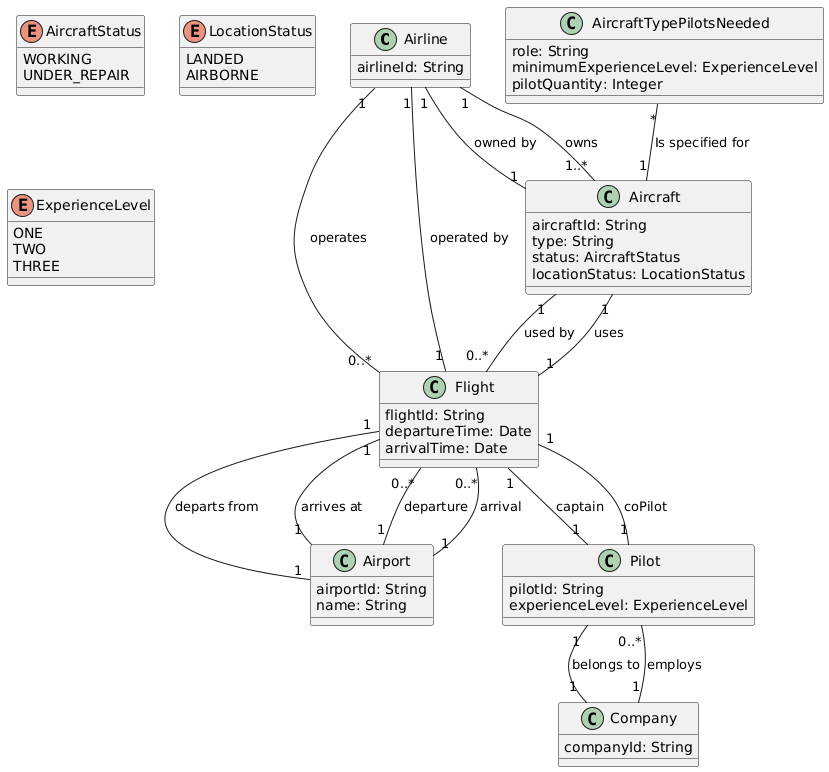 E AircraftStatus
WORKING
UNDER_REPAIR
E LocationStatus
LANDED
AIRBORNE
C Airline
airlineId: String
C AircraftTypePilotsNeeded
role: String
minimumExperienceLevel: ExperienceLevel
pilotQuantity: Integer
1
1
1
1
*
owned by
owns
Is specified for
1..*
1
1
E ExperienceLevel
ONE
TWO
THREE
C Aircraft
aircraftId: String
type: String
status: AircraftStatus
locationStatus: LocationStatus
operates
operated by
1
1
used by
uses
0..*
1
0..*
1
C Flight
flightId: String
departureTime: Date
arrivalTime: Date
1
1
1
0..*
0..*
1
departs from
arrives at
departure
arrival
captain
coPilot
1
1
1
1
1
1
C Airport
airportId: String
name: String
C Pilot
pilotId: String
experienceLevel: ExperienceLevel
1
0..*
belongs to
employs
1
1
C Company
companyId: String